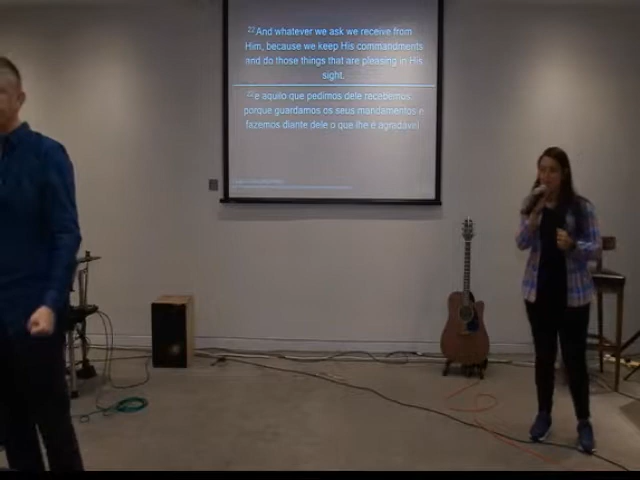 22 And whatever we ask we receive from
Him, because we keep His commandments
and do those things that are pleasing in His
sight.
22 e aquilo que pedimos dele recebemos;
porque guardamos os seus mandamentos e
fazemos diante dele o que lhe é agradável